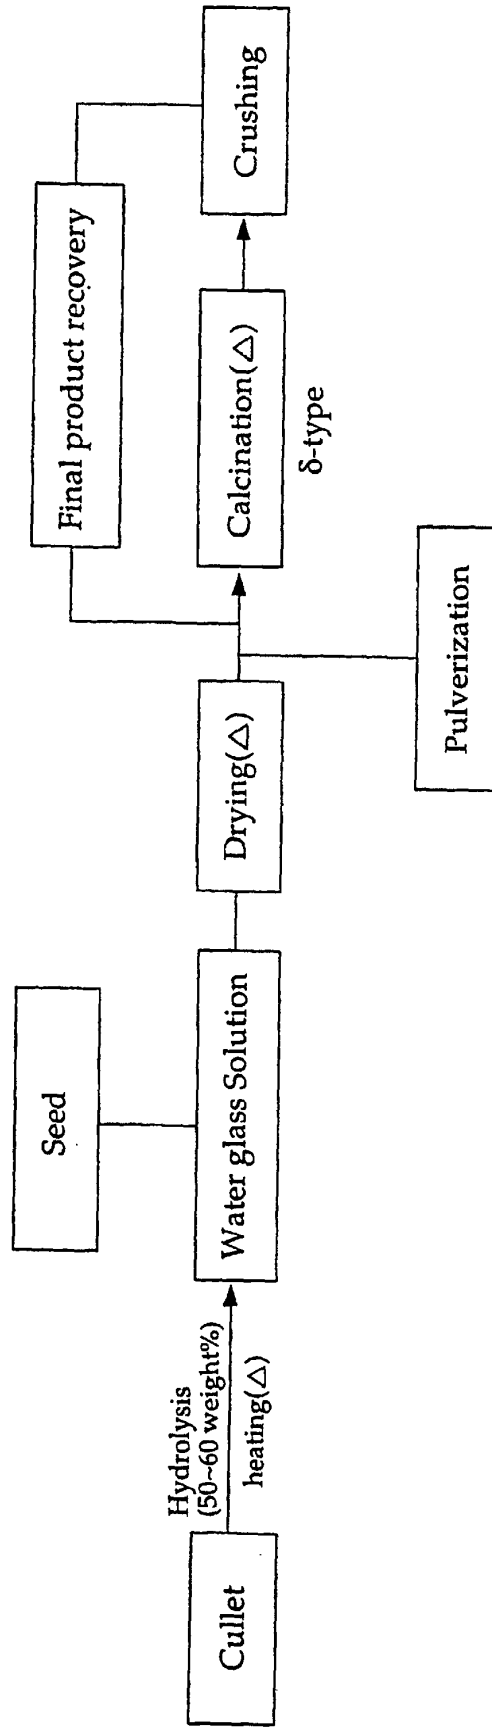 Cullet
Hydrolysis
(50~60 weight%)
heating(△)
Seed
Water glass Solution
Drying(△)
Pulverization
Final product recovery
Calcination(△)
δ-type
Crushing